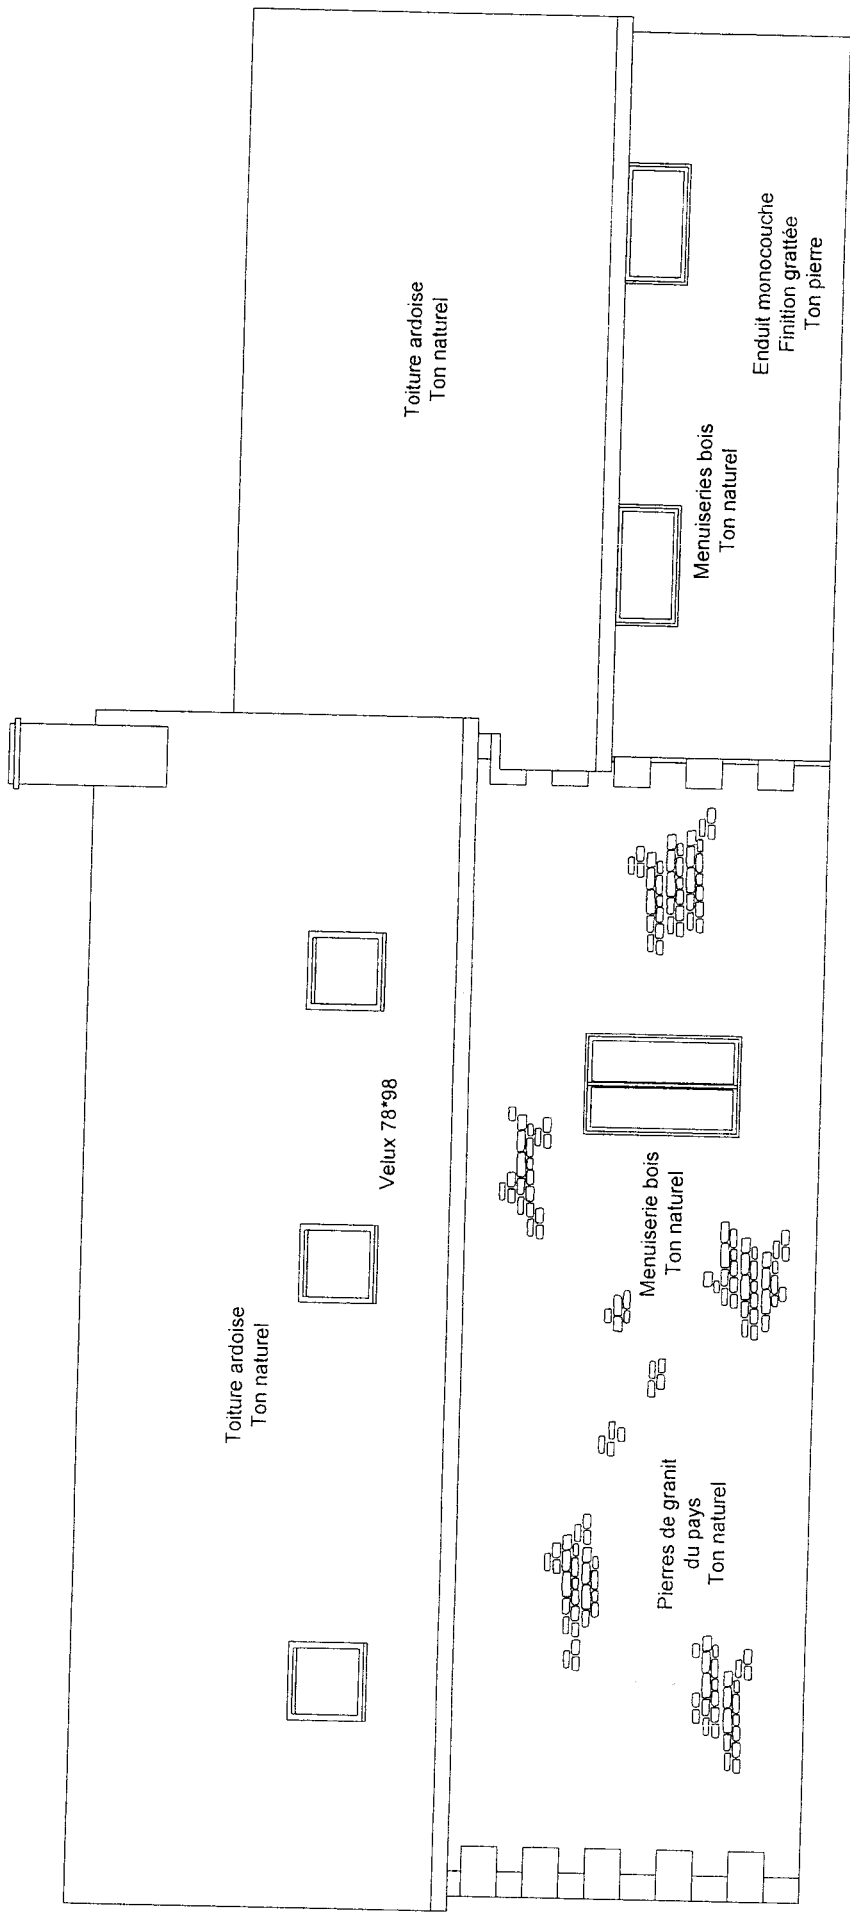 Toiture ardoise
Ton naturel
Velux 78*98
Toiture ardoise
Ton naturel
Pierres de granit
du pays
Ton naturel
Menuiserie bois
Ton naturel
Menuiseries bois
Ton naturel
Enduit monocouche
Finition grattée
Ton pierre